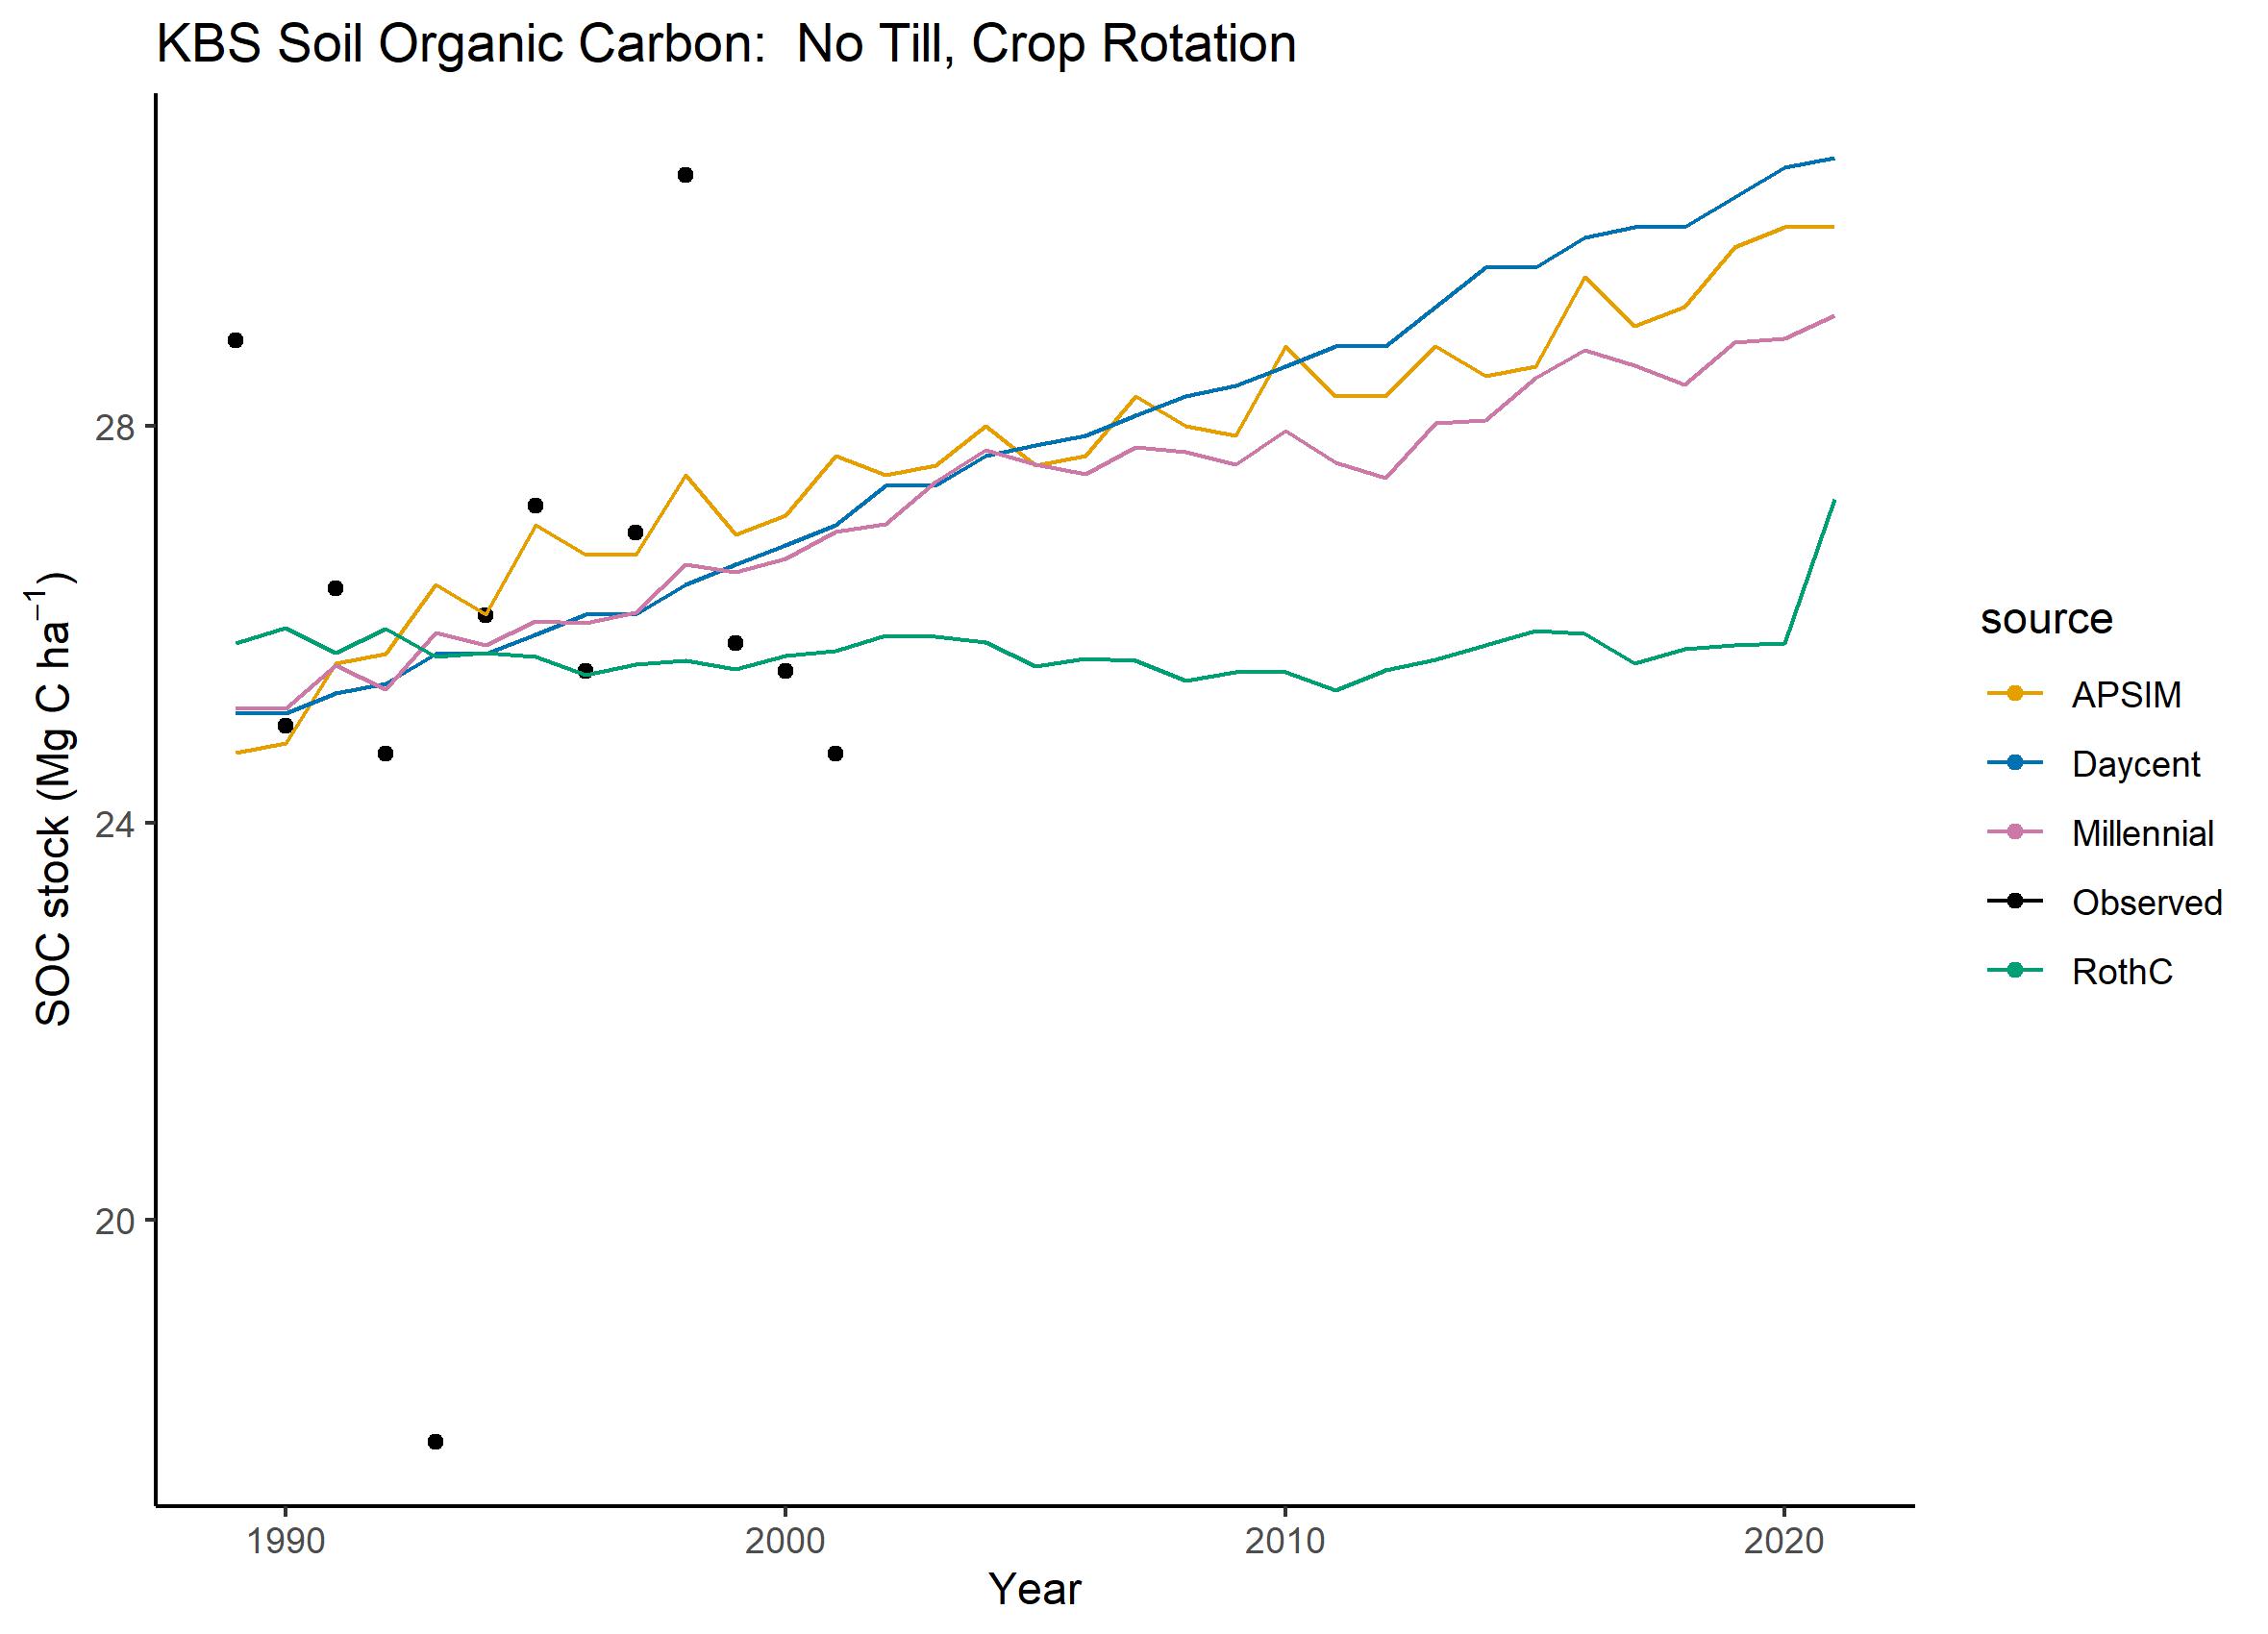 KBS Soil Organic Carbon:  No Till, Crop Rotation
SOC stock (Mg C ha⁻¹)
28
24
20
1990
2000
2010
2020
Year
source
APSIM
Daycent
Millennial
Observed
RothC